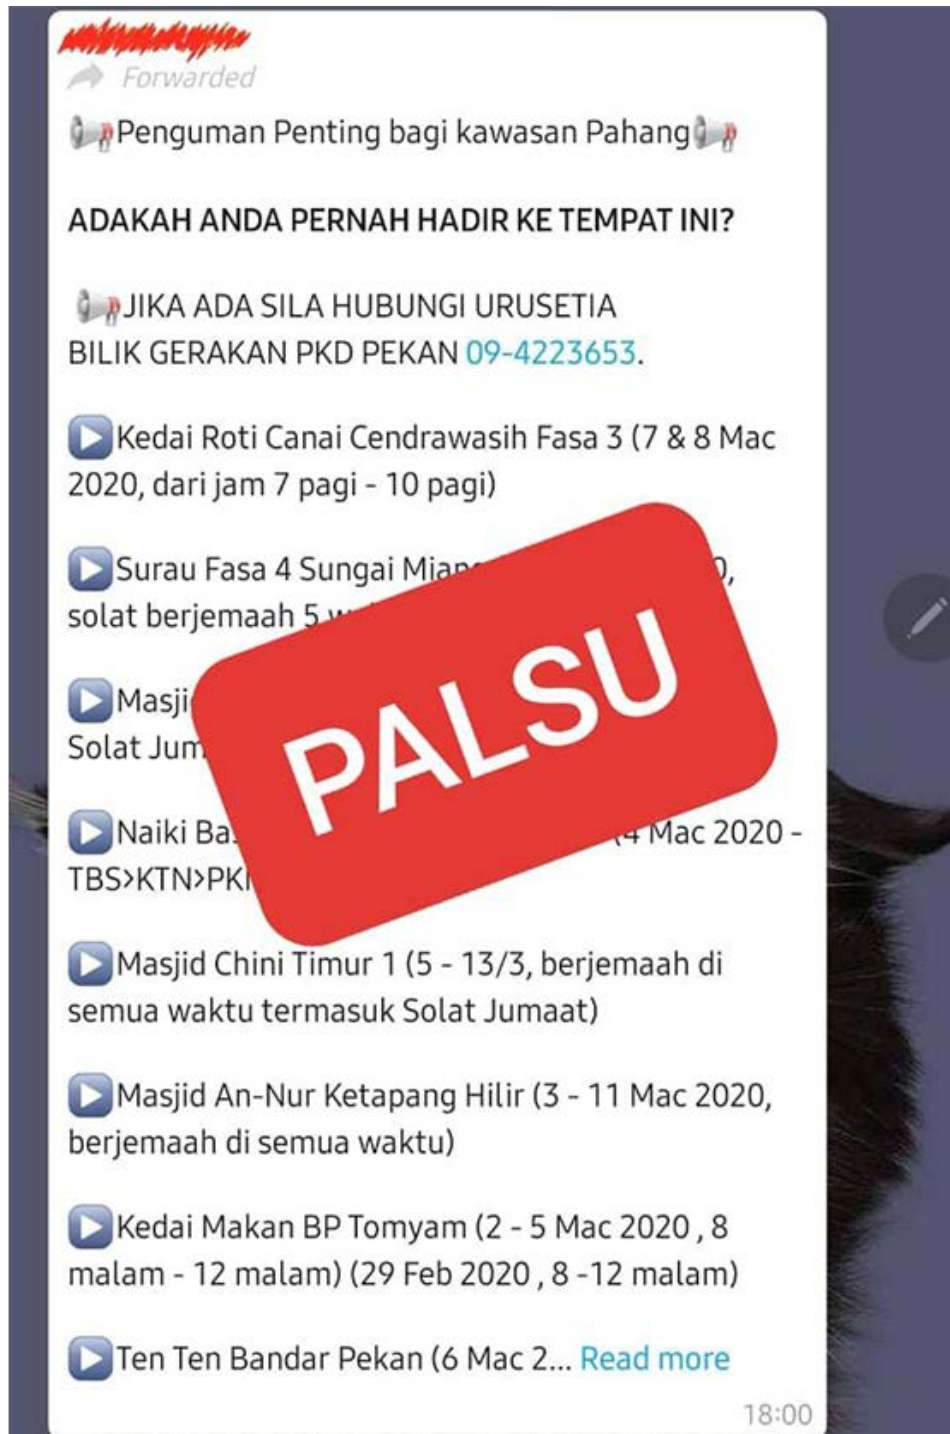 Forwarded
Penguman Penting bagi kawasan Pahang
ADAKAH ANDA PERNAH HADIR KE TEMPAT INI?
JIKA ADA SILA HUBUNGI URUSETIA
BILIK GERAKAN PKD PEKAN 09-4223653.
Kedai Roti Canai Cendrawasih Fasa 3 (7 & 8 Mac
2020, dari jam 7 pagi - 10 pagi)
Surau Fasa 4 Sungai
solat berjemaah 5
Solat
Naiki
(4 Mac 2020 -
TBS>KTN>
PALSU
Masjid Chini Timur 1 (5 - 13/3, berjemaah di
semua waktu termasuk Solat Jumaat)
Masjid An-Nur Ketapang Hilir (3 - 11 Mac 2020,
berjemaah di semua waktu)
Kedai Makan BP Tomyam (2 - 5 Mac 2020 , 8
malam - 12 malam) (29 Feb 2020 , 8 -12 malam)
Ten Ten Bandar Pekan (6 Mac 2... Read more
18:00